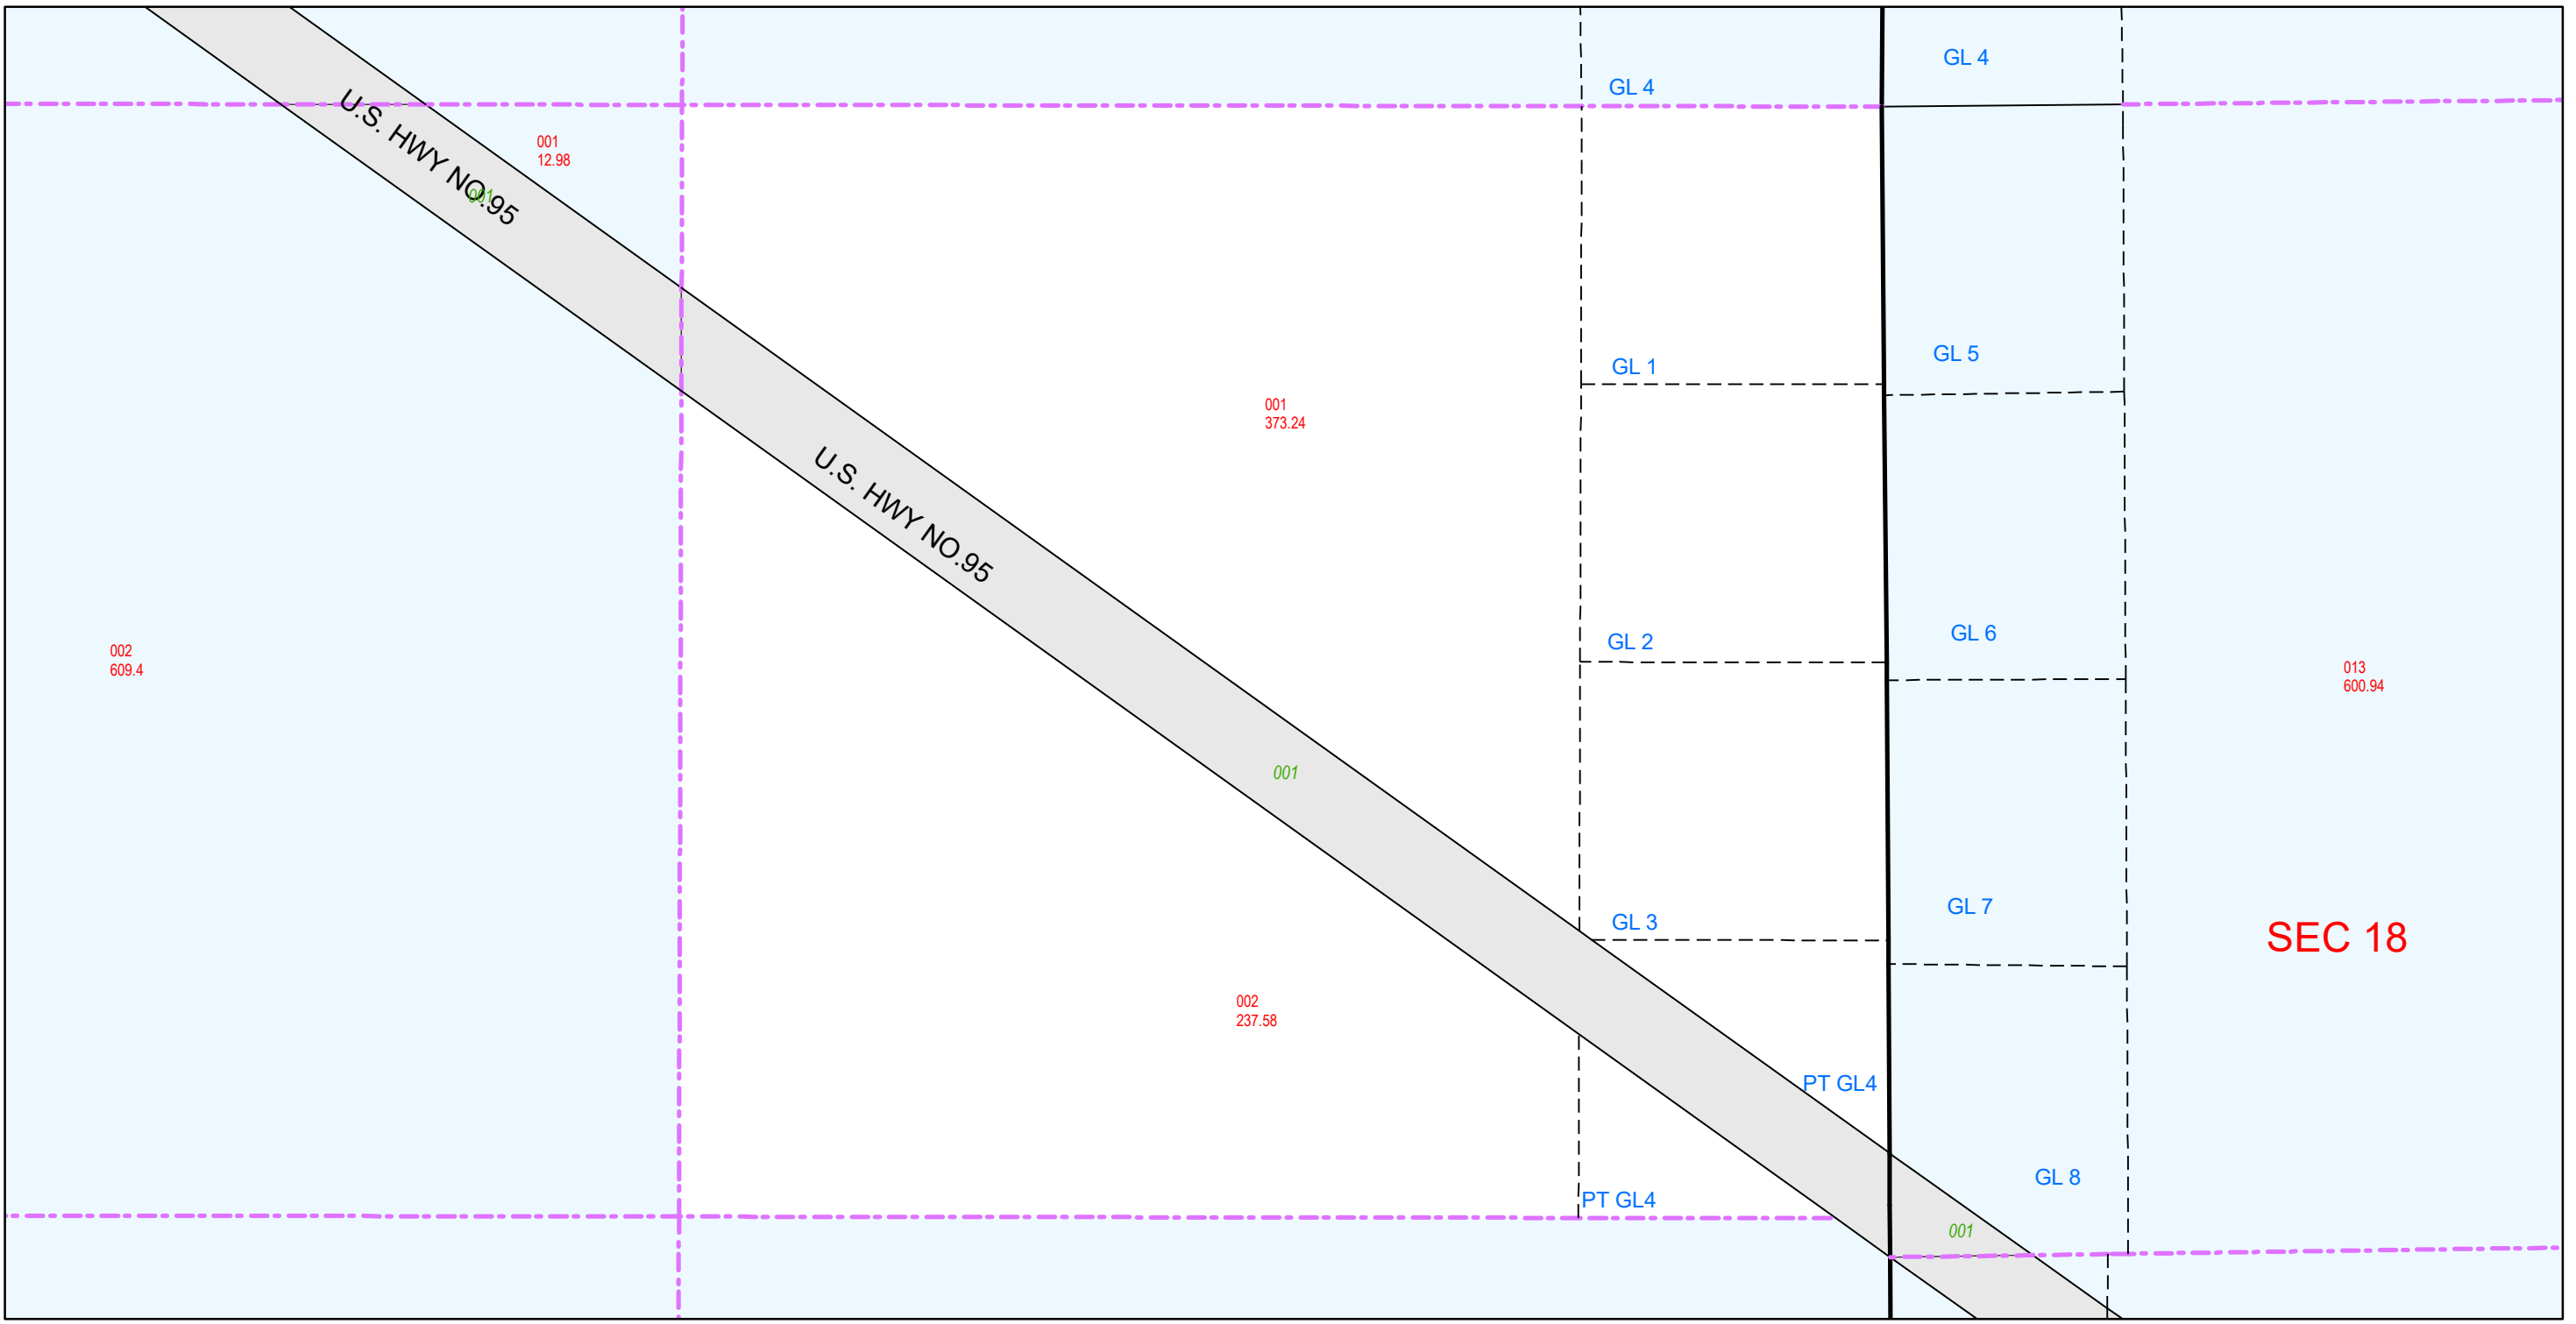 GL 4
GL 4
U.S. HWY NO.95
001
12.98
001
GL 5
GL 1
001
373.24
U.S. HWY NO.95
GL 6
GL 2
002
609.4
013
600.94
001
GL 7
GL 3
SEC 18
002
237.58
PT GL4
GL 8
PT GL4
001